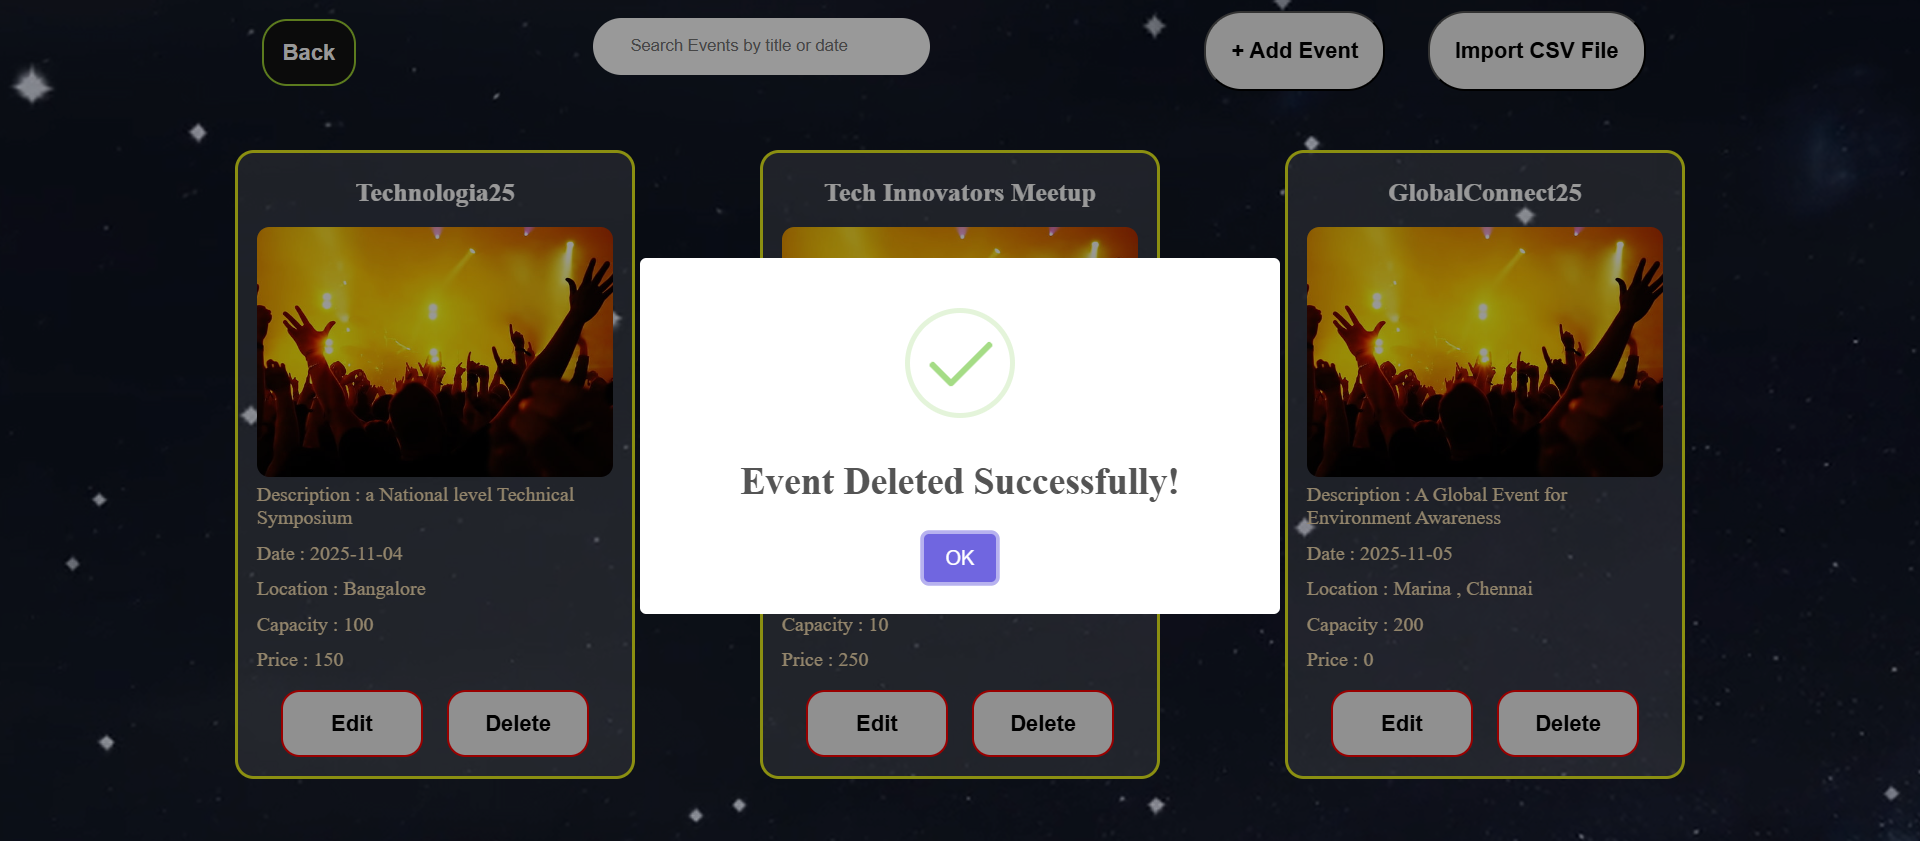 Back
Search Events by title or date
+ Add Event
Import CSV File
Technologia25
Description : a National level Technical
Symposium
Date : 2025-11-04
Location : Bangalore
Capacity : 100
Price : 150
Edit
Delete
Tech Innovators Meetup
Capacity : 10
Price : 250
Edit
Delete
GlobalConnect25
Description : A Global Event for
Environment Awareness
Date : 2025-11-05
Location : Marina , Chennai
Capacity : 200
Price : 0
Edit
Delete
Event Deleted Successfully!
OK